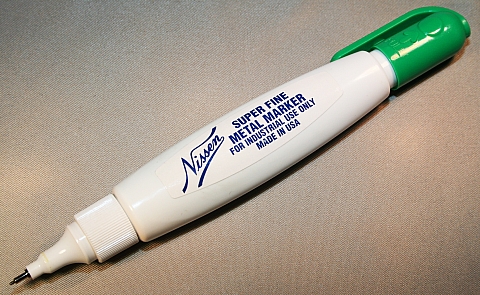 Nissen
SUPER FINE
METAL MARKER
FOR INDUSTRIAL USE ONLY
MADE IN USA